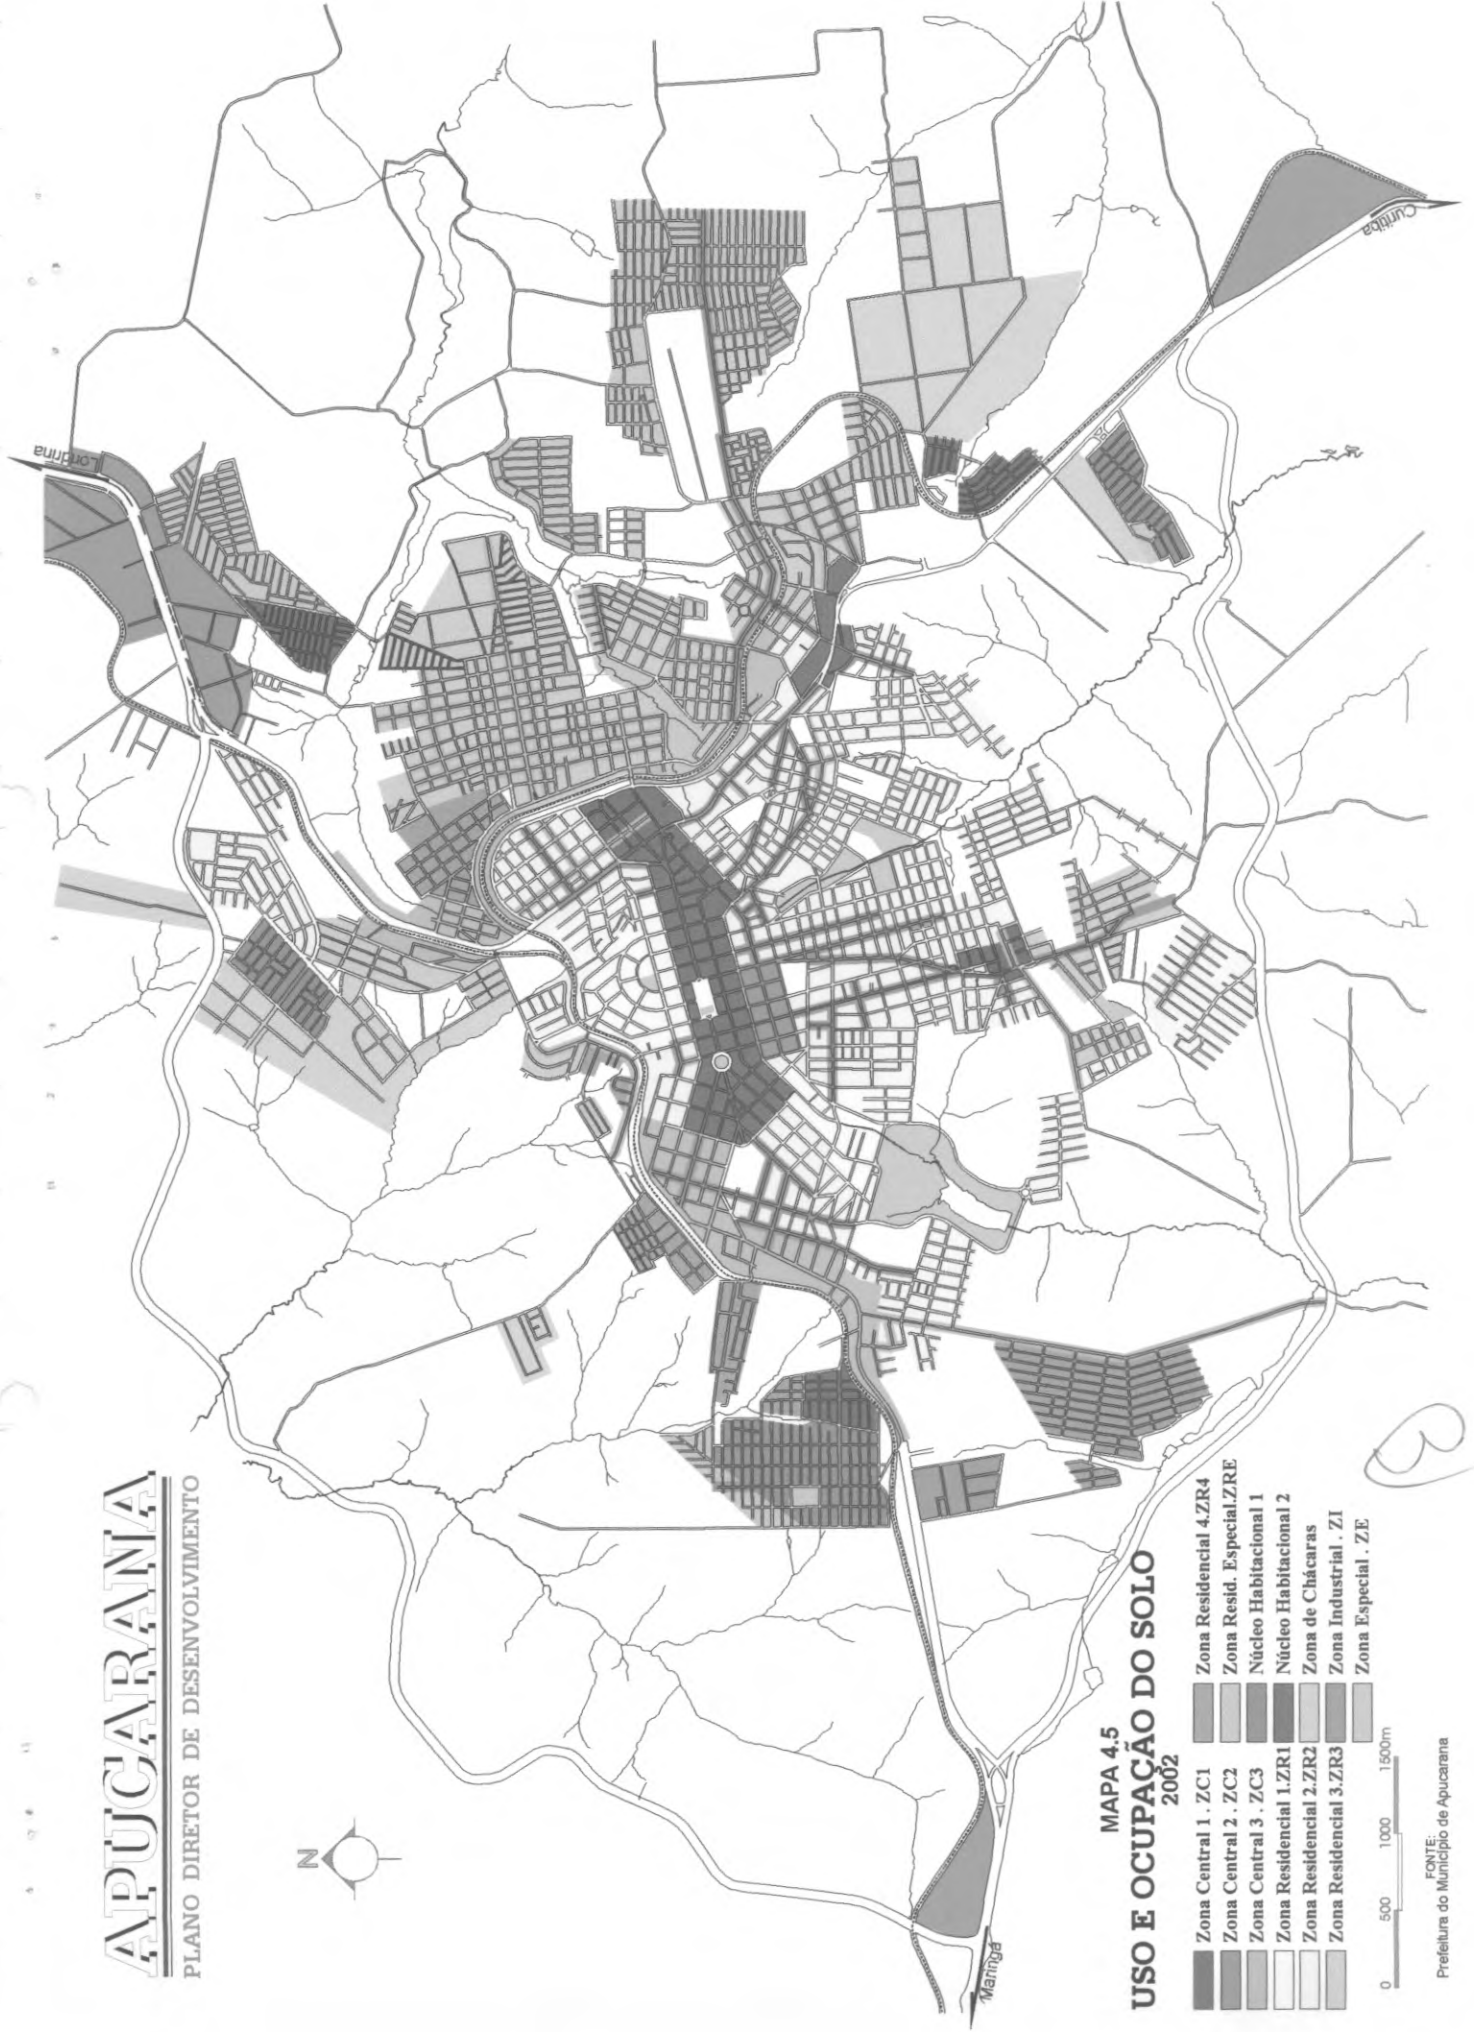 APUCARANA
PLANO DIRETOR DE DESENVOLVIMENTO
N
Londrina
Curitiba
Maringá
MAPA 4.5
USO E OCUPAÇÃO DO SOLO
2002
Zona Central 1 . ZC1
Zona Central 2 . ZC2
Zona Central 3 . ZC3
Zona Residencial 1.ZR1
Zona Residencial 2.ZR2
Zona Residencial 3.ZR3
Zona Residencial 4.ZR4
Zona Resid. Especial.ZRE
Núcleo Habitacional 1
Núcleo Habitacional 2
Zona de Chácaras
Zona Industrial . ZI
Zona Especial . ZE
0 500 1000 1500m
FONTE:
Prefeitura do Município de Apucarana